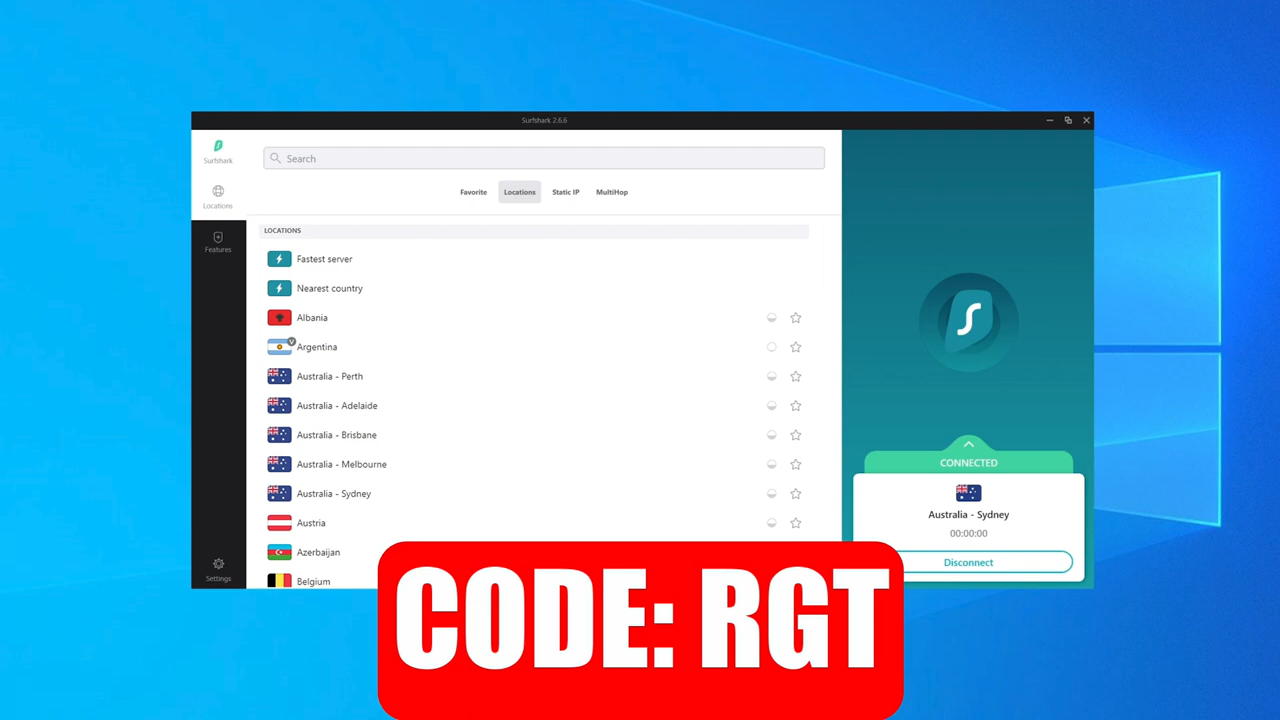 Surfshark 2.6.6
Surfshark
Locations
Features
Settings
Search
Favorite Locations Static IP MultiHop
LOCATIONS
Fastest server
Nearest country
Albania
V
Argentina
Australia - Perth
Australia - Adelaide
Australia - Brisbane
Australia - Melbourne
Australia - Sydney
Austria
Azerbaijan
Belgium
CONNECTED
Australia - Sydney
00:00:00
Disconnect
CODE: RGT